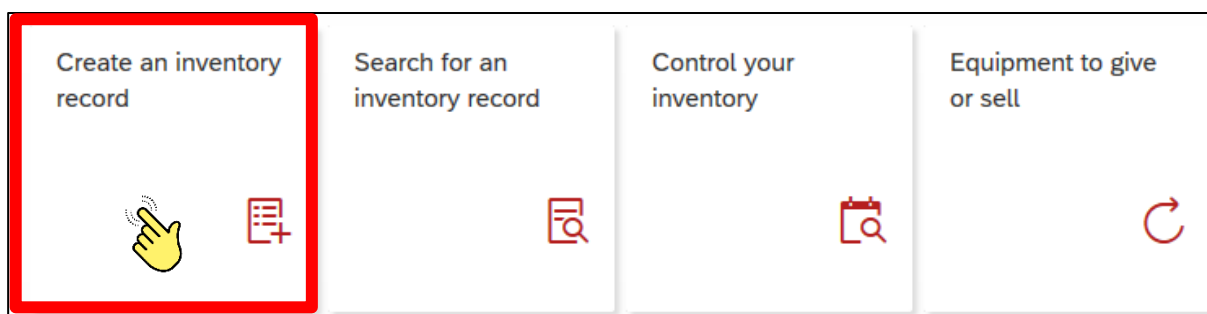 Create an inventory
record
Search for an
inventory record
Control your
inventory
Equipment to give
or sell